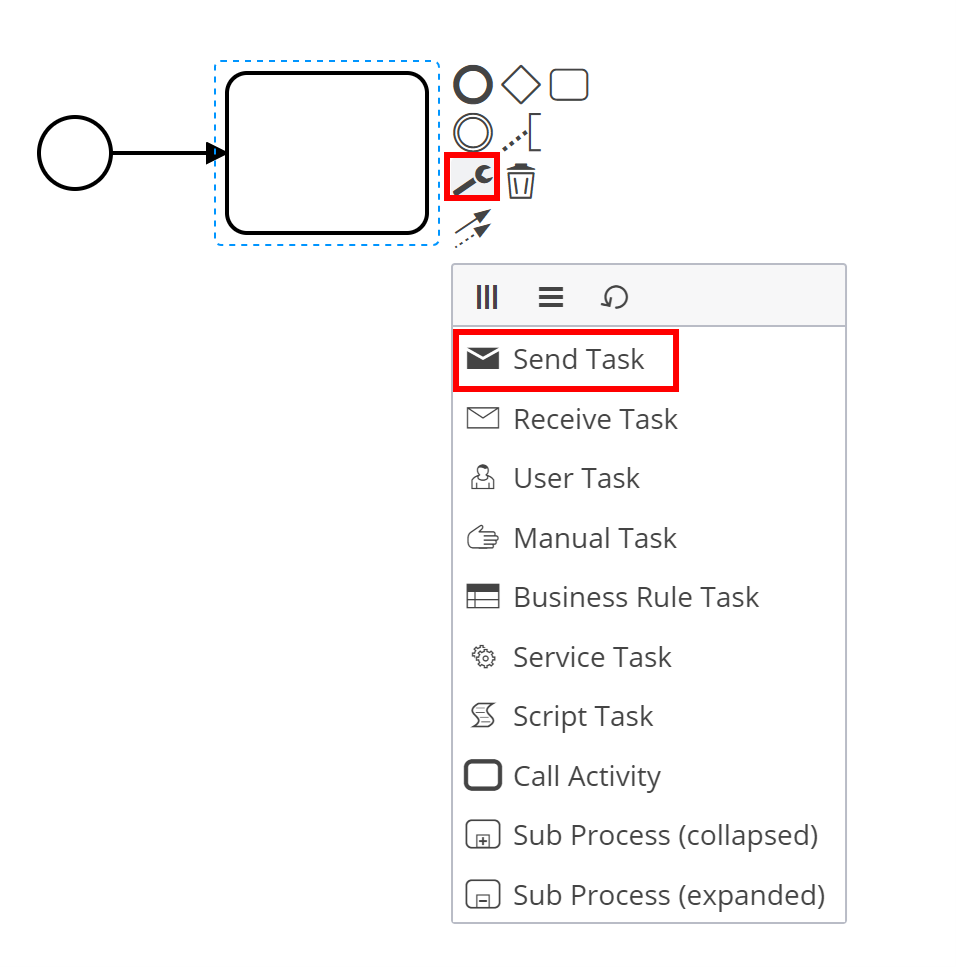 Send Task
Receive Task
User Task
Manual Task
Business Rule Task
Service Task
Script Task
Call Activity
Sub Process (collapsed)
Sub Process (expanded)